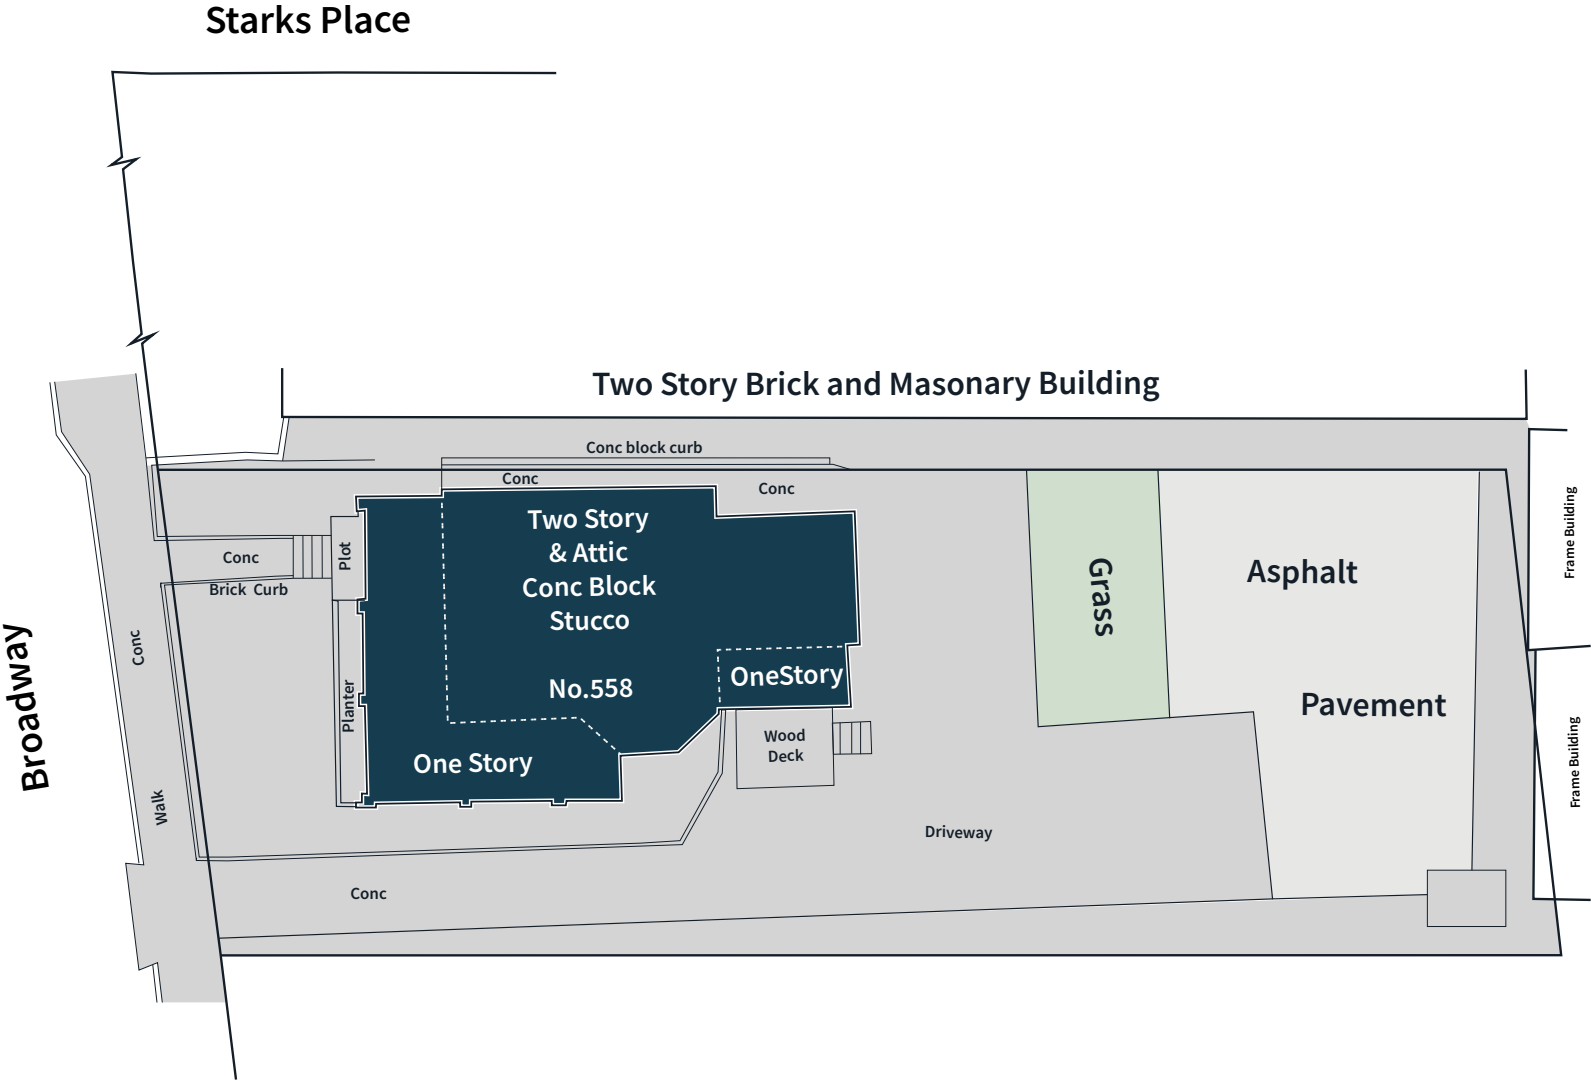 Starks Place
Two Story Brick and Masonary Building
Conc block curb
Conc
Conc
Two Story
& Attic
Conc Block
Stucco
No.558
OneStory
One Story
Plot
Planter
Conc
Brick Curb
Conc
Walk
Broadway
Wood
Deck
Conc
Driveway
Grass
Asphalt
Pavement
Frame Building
Frame Building